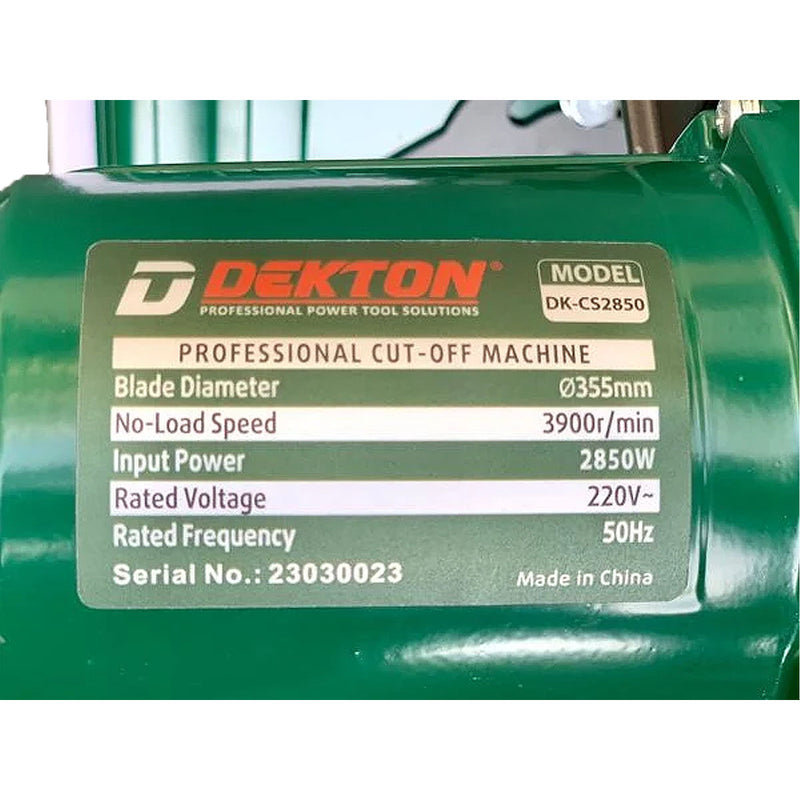 DEKTON®
PROFESSIONAL POWER TOOL SOLUTIONS
MODEL
DK-CS2850
PROFESSIONAL CUT-OFF MACHINE
Blade Diameter Ø355mm
No-Load Speed 3900r/min
Input Power 2850W
Rated Voltage 220V~
Rated Frequency 50Hz
Serial No.: 23030023 Made in China